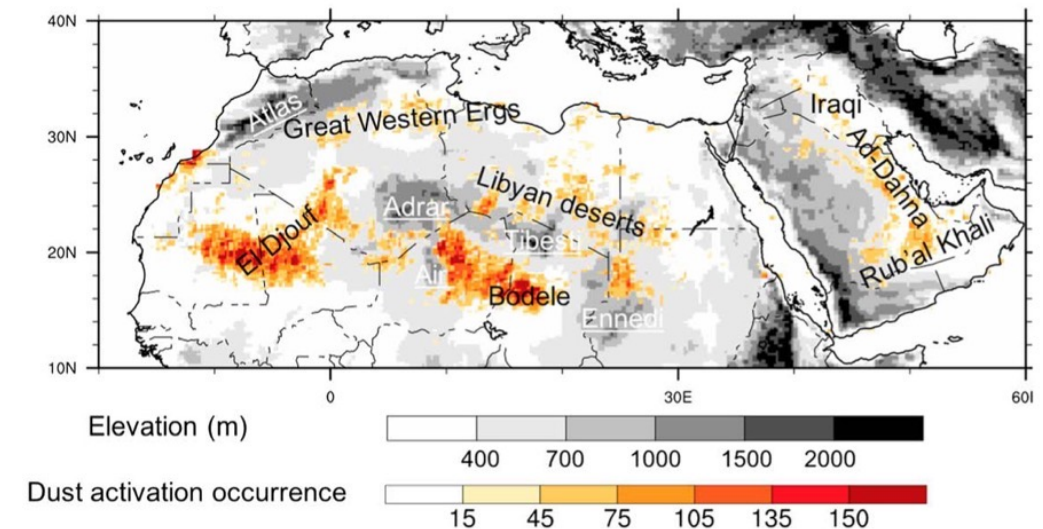 40N
30N
20N
10N
Atlas
Great Western Ergs
Iraqi
Ad-Dahna
Libyan deserts
Adrar
El Djouf
Tibesti
Rub'al Khali
Air
Bodele
Ennedi
0
30E
60I
Elevation (m)
400
700
1000
1500
2000
Dust activation occurrence
15
45
75
105
135
150